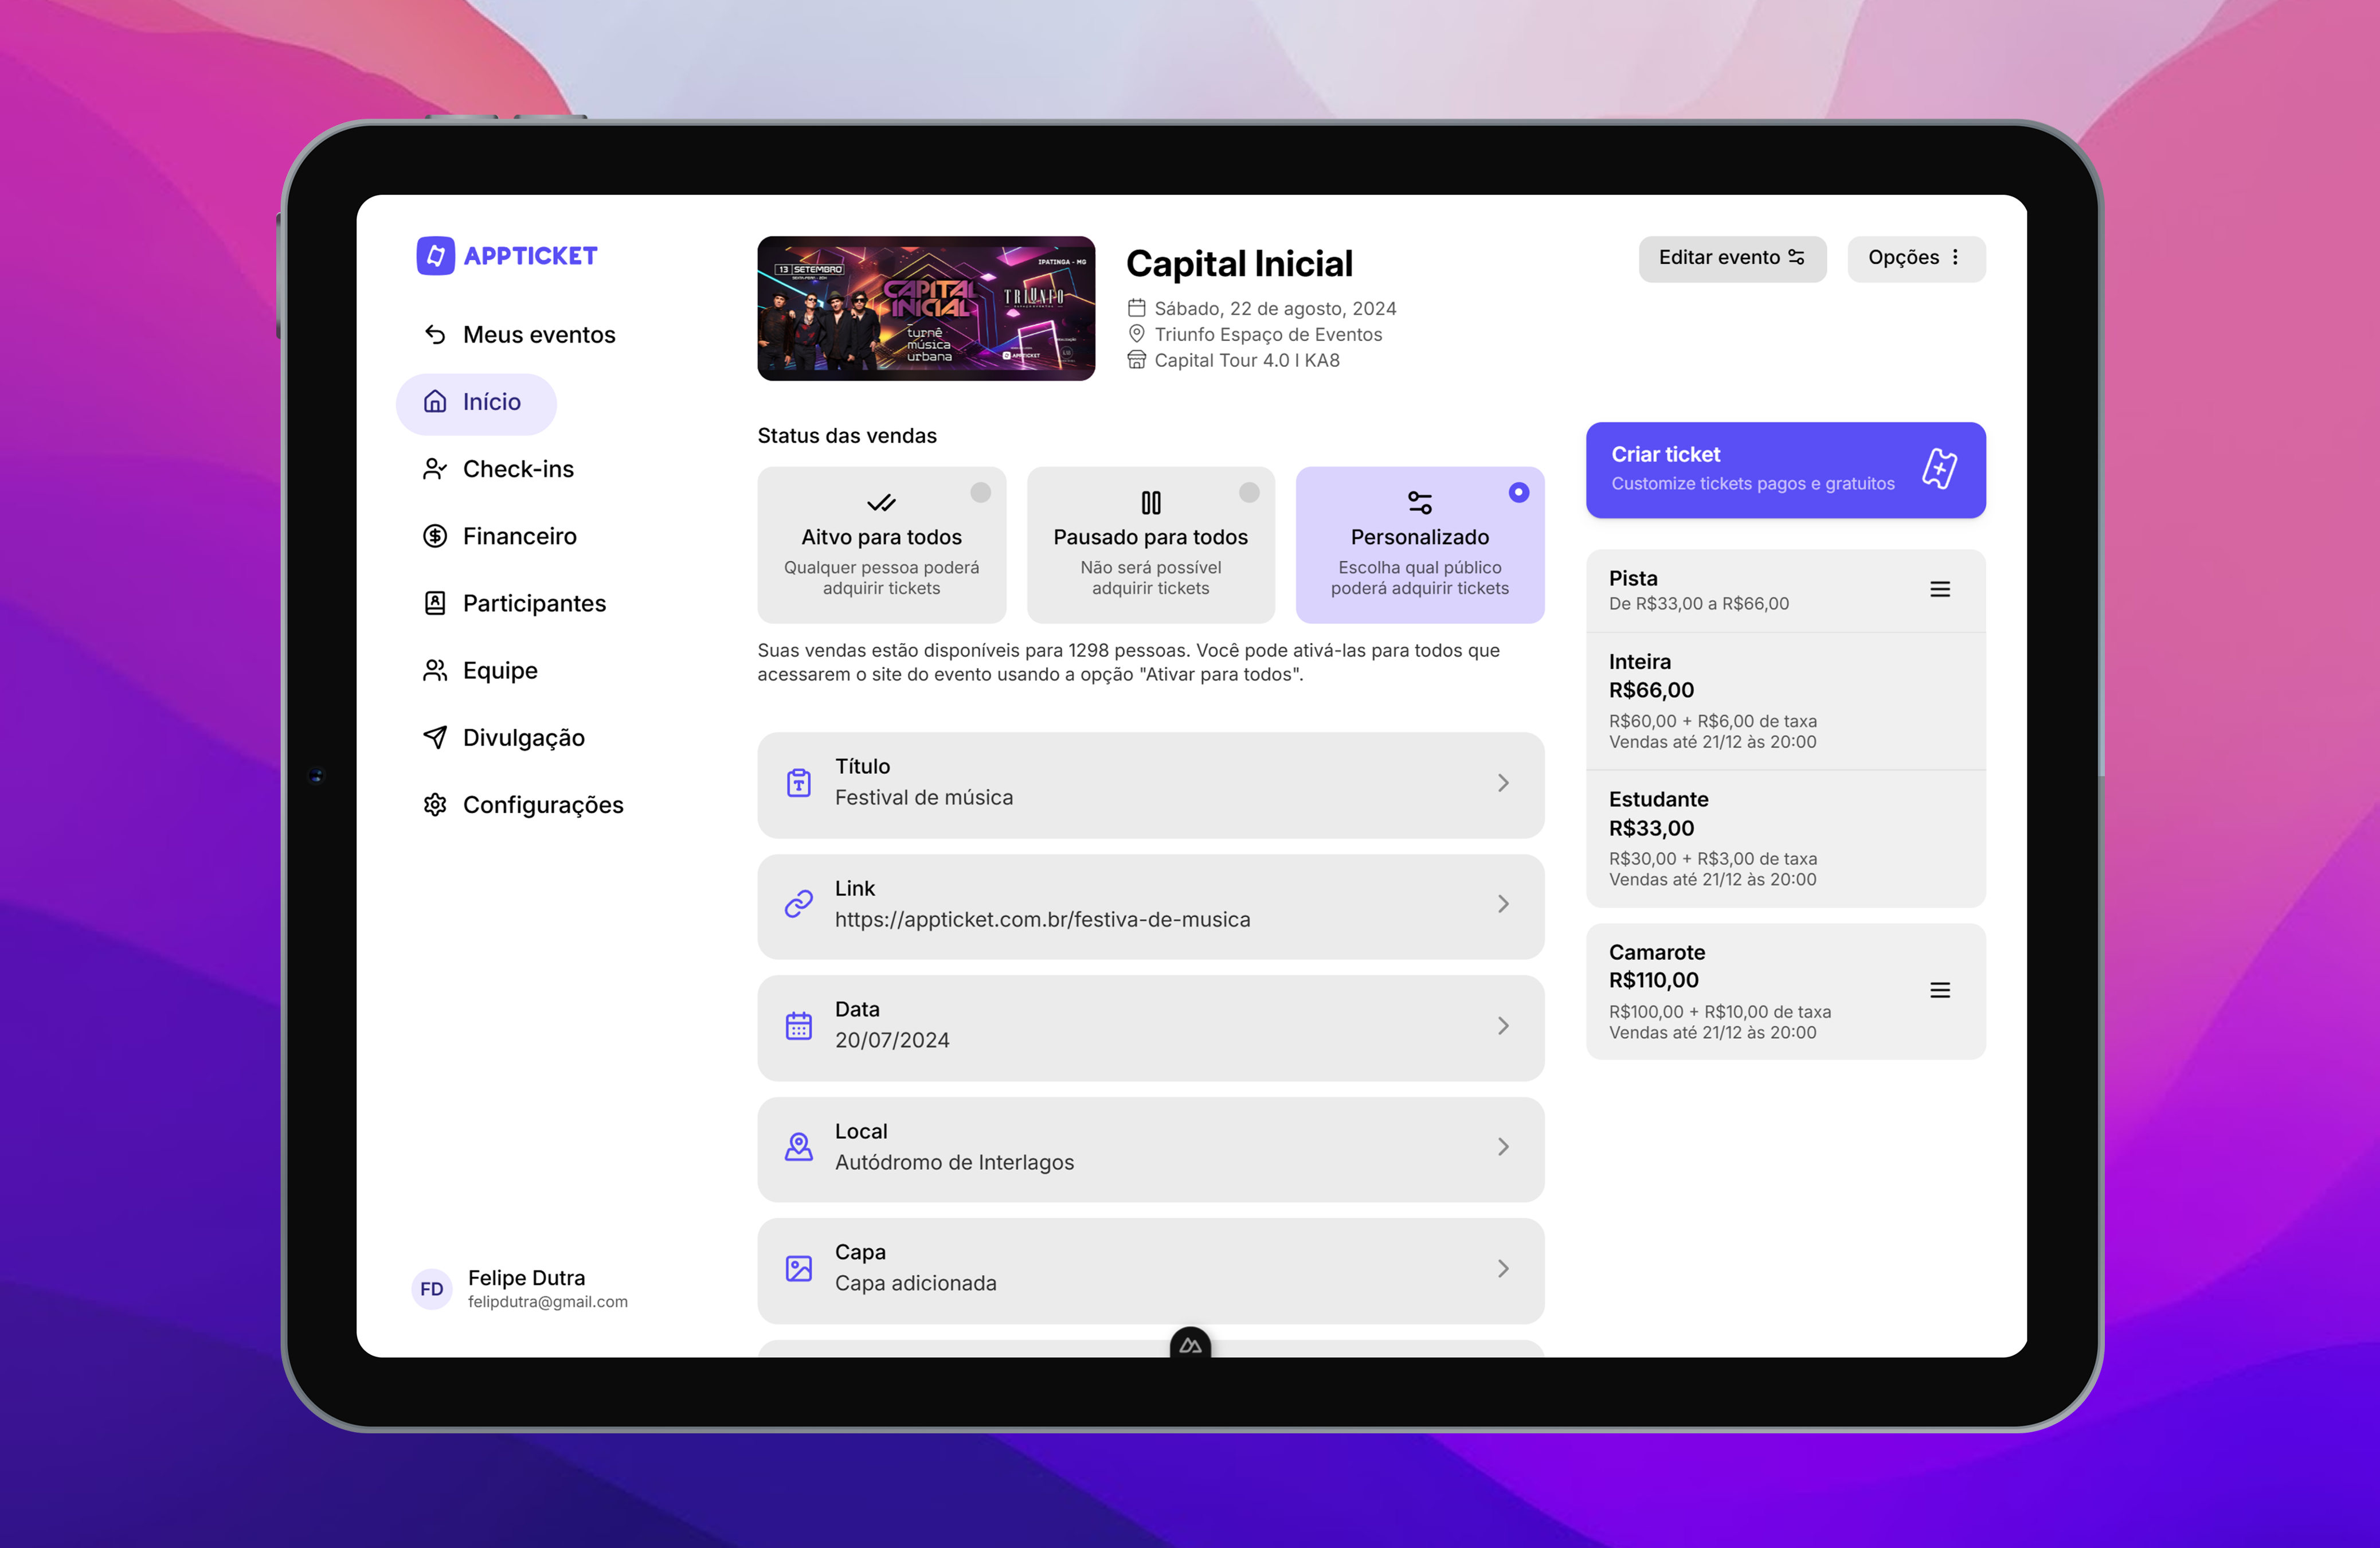 APPTICKET
Meus eventos
Início
Check-ins
Financeiro
Participantes
Equipe
Divulgação
Configurações
FD
Felipe Dutra
felipdutra@gmail.com
13 SETEMBRO
IPATINGA - MG
CAPITAL
INICIAL
TRIUNFO
turnê
música
urbana
APPTICKET
Capital Inicial
Sábado, 22 de agosto, 2024
Triunfo Espaço de Eventos
Capital Tour 4.0 I KA8
Editar evento
Opções
Status das vendas
Aitvo para todos
Qualquer pessoa poderá
adquirir tickets
Pausado para todos
Não será possível
adquirir tickets
Personalizado
Escolha qual público
poderá adquirir tickets
Suas vendas estão disponíveis para 1298 pessoas. Você pode ativá-las para todos que
acessarem o site do evento usando a opção "Ativar para todos".
Título
Festival de música
Link
https://appticket.com.br/festiva-de-musica
Data
20/07/2024
Local
Autódromo de Interlagos
Capa
Capa adicionada
Criar ticket
Customize tickets pagos e gratuitos
Pista
De R$33,00 a R$66,00
Inteira
R$66,00
R$60,00 + R$6,00 de taxa
Vendas até 21/12 às 20:00
Estudante
R$33,00
R$30,00 + R$3,00 de taxa
Vendas até 21/12 às 20:00
Camarote
R$110,00
R$100,00 + R$10,00 de taxa
Vendas até 21/12 às 20:00